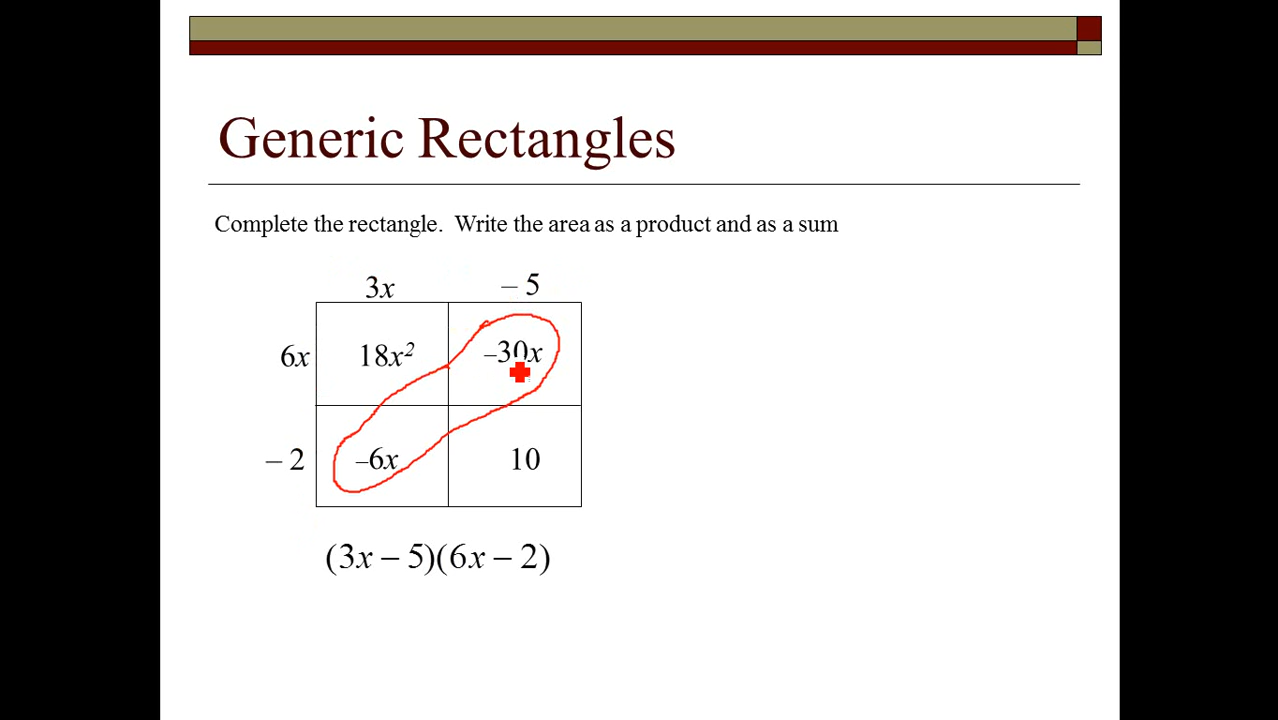 Generic Rectangles
Complete the rectangle. Write the area as a product and as a sum
3x – 5
6x 18x² –30x
– 2 –6x 10
(3x – 5)(6x – 2)